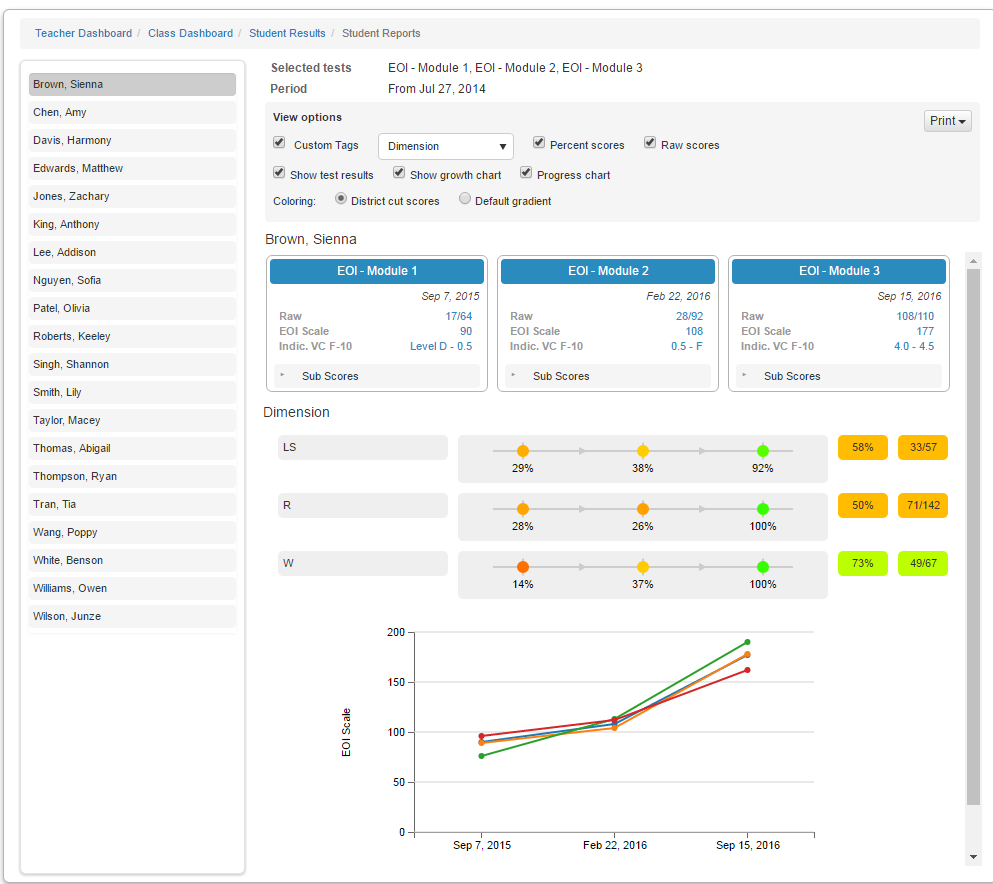 Teacher Dashboard / Class Dashboard / Student Results / Student Reports
Brown, Sienna
Chen, Amy
Davis, Harmony
Edwards, Matthew
Jones, Zachary
King, Anthony
Lee, Addison
Nguyen, Sofia
Patel, Olivia
Roberts, Keeley
Singh, Shannon
Smith, Lily
Taylor, Macey
Thomas, Abigail
Thompson, Ryan
Tran, Tia
Wang, Poppy
White, Benson
Williams, Owen
Wilson, Junze
Selected tests EOI - Module 1, EOI - Module 2, EOI - Module 3
Period From Jul 27, 2014
View options
Print
Custom Tags Dimension Percent scores Raw scores
Show test results Show growth chart Progress chart
Coloring: District cut scores Default gradient
Brown, Sienna
EOI - Module 1
Sep 7, 2015
Raw 17/64
EOI Scale 90
Indic. VC F-10 Level D - 0.5
Sub Scores
EOI - Module 2
Feb 22, 2016
Raw 28/92
EOI Scale 108
Indic. VC F-10 0.5 - F
Sub Scores
EOI - Module 3
Sep 15, 2016
Raw 108/110
EOI Scale 177
Indic. VC F-10 4.0 - 4.5
Sub Scores
Dimension
LS 58% 33/57
29% 38% 92%
R 50% 71/142
28% 26% 100%
W 73% 49/67
14% 37% 100%
200
150
100
50
0
EOI Scale
Sep 7, 2015 Feb 22, 2016 Sep 15, 2016